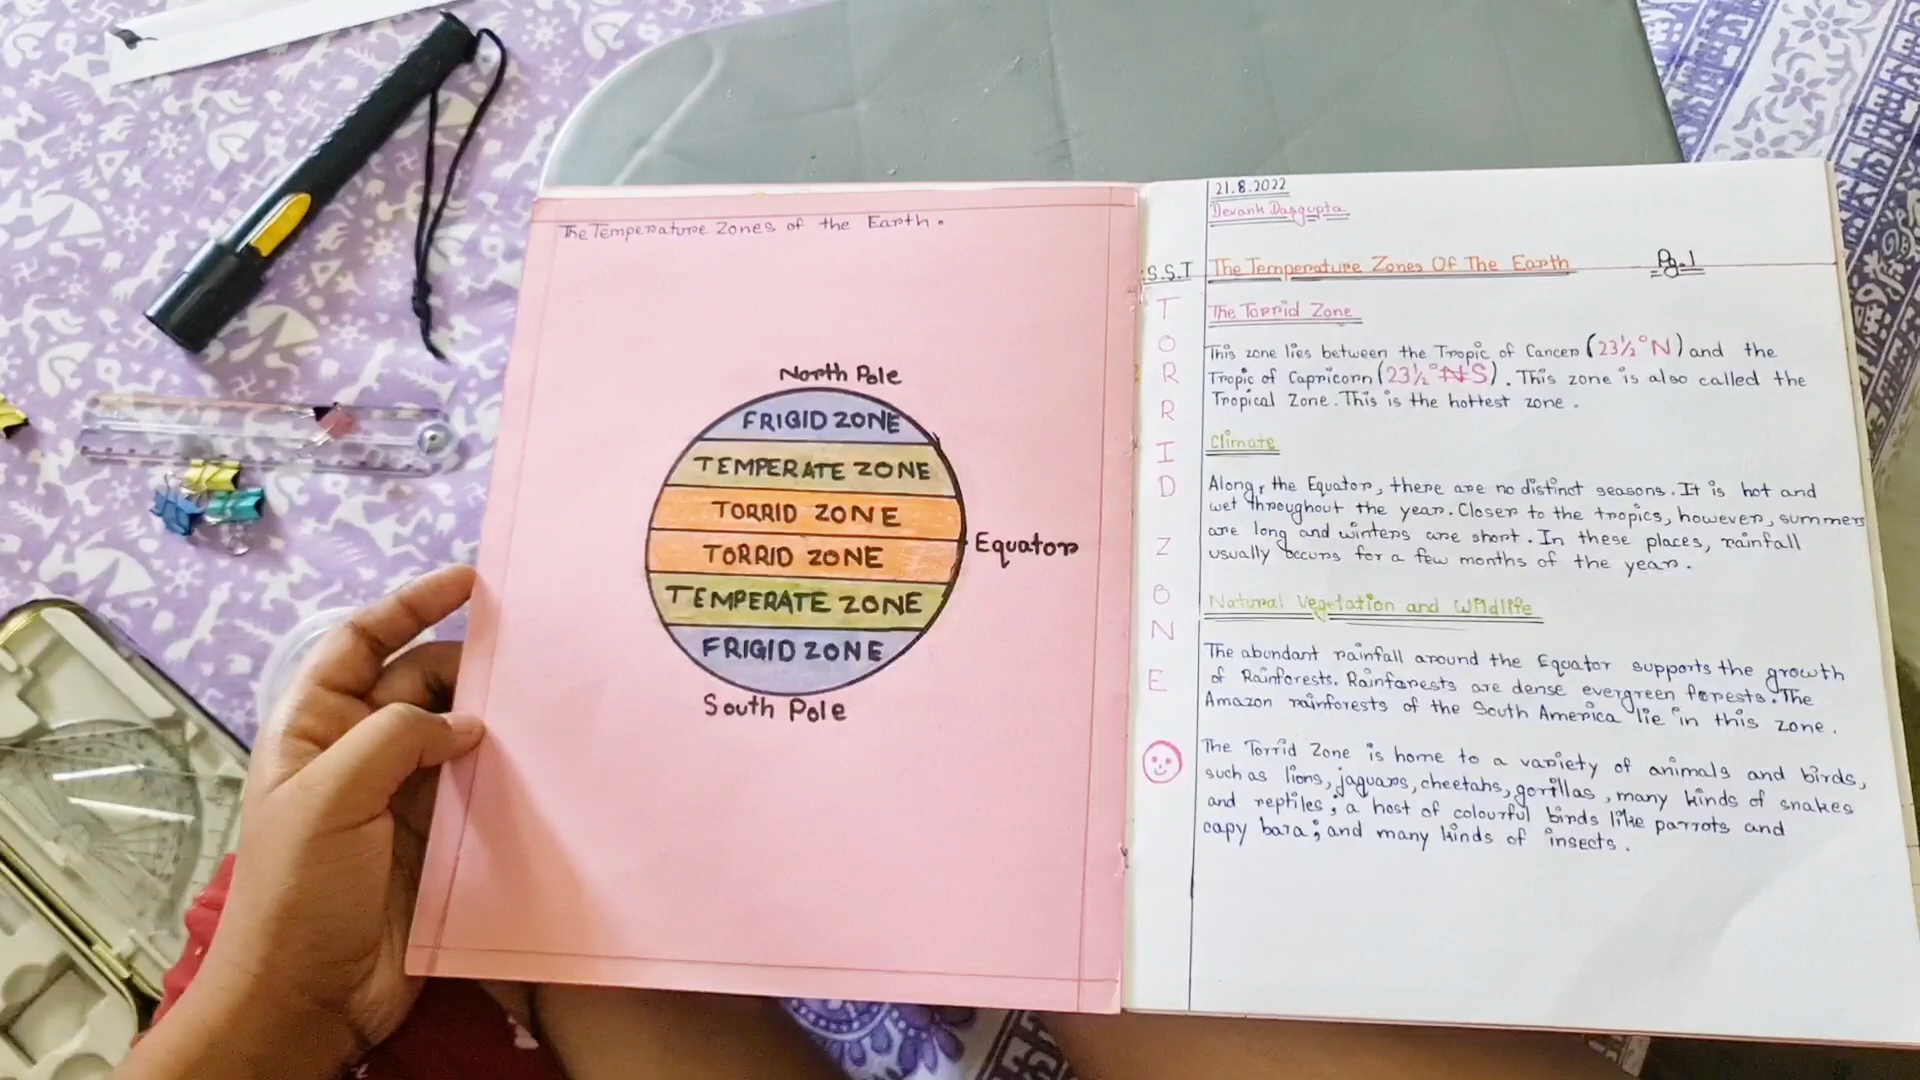 The Temperature Zones of the Earth.
North Pole
FRIGID ZONE
TEMPERATE ZONE
TORRID ZONE
Equator
TORRID ZONE
TEMPERATE ZONE
FRIGID ZONE
South Pole
21.8.2022
Devank Dasgupta
S.S.T The Temperature Zones Of The Earth Pg.1
TORRID ZONE
The Torrid Zone
This zone lies between the Tropic of Cancer (23½°N) and the
Tropic of Capricorn (23½°N S). This zone is also called the
Tropical Zone. This is the hottest zone.
Climate
Along, the Equator, there are no distinct seasons. It is hot and
wet throughout the year. Closer to the tropics, however, summers
are long and winters are short. In these places, rainfall
usually occurs for a few months of the year.
Natural Vegetation and Wildlife
The abundant rainfall around the Equator supports the growth
of Rainforests. Rainforests are dense evergreen forests. The
Amazon rainforests of the South America lie in this zone.
The Torrid Zone is home to a variety of animals and birds,
such as lions, jaguars, cheetahs, gorillas, many kinds of snakes
and reptiles; a host of colourful birds like parrots and
capy bara; and many kinds of insects.